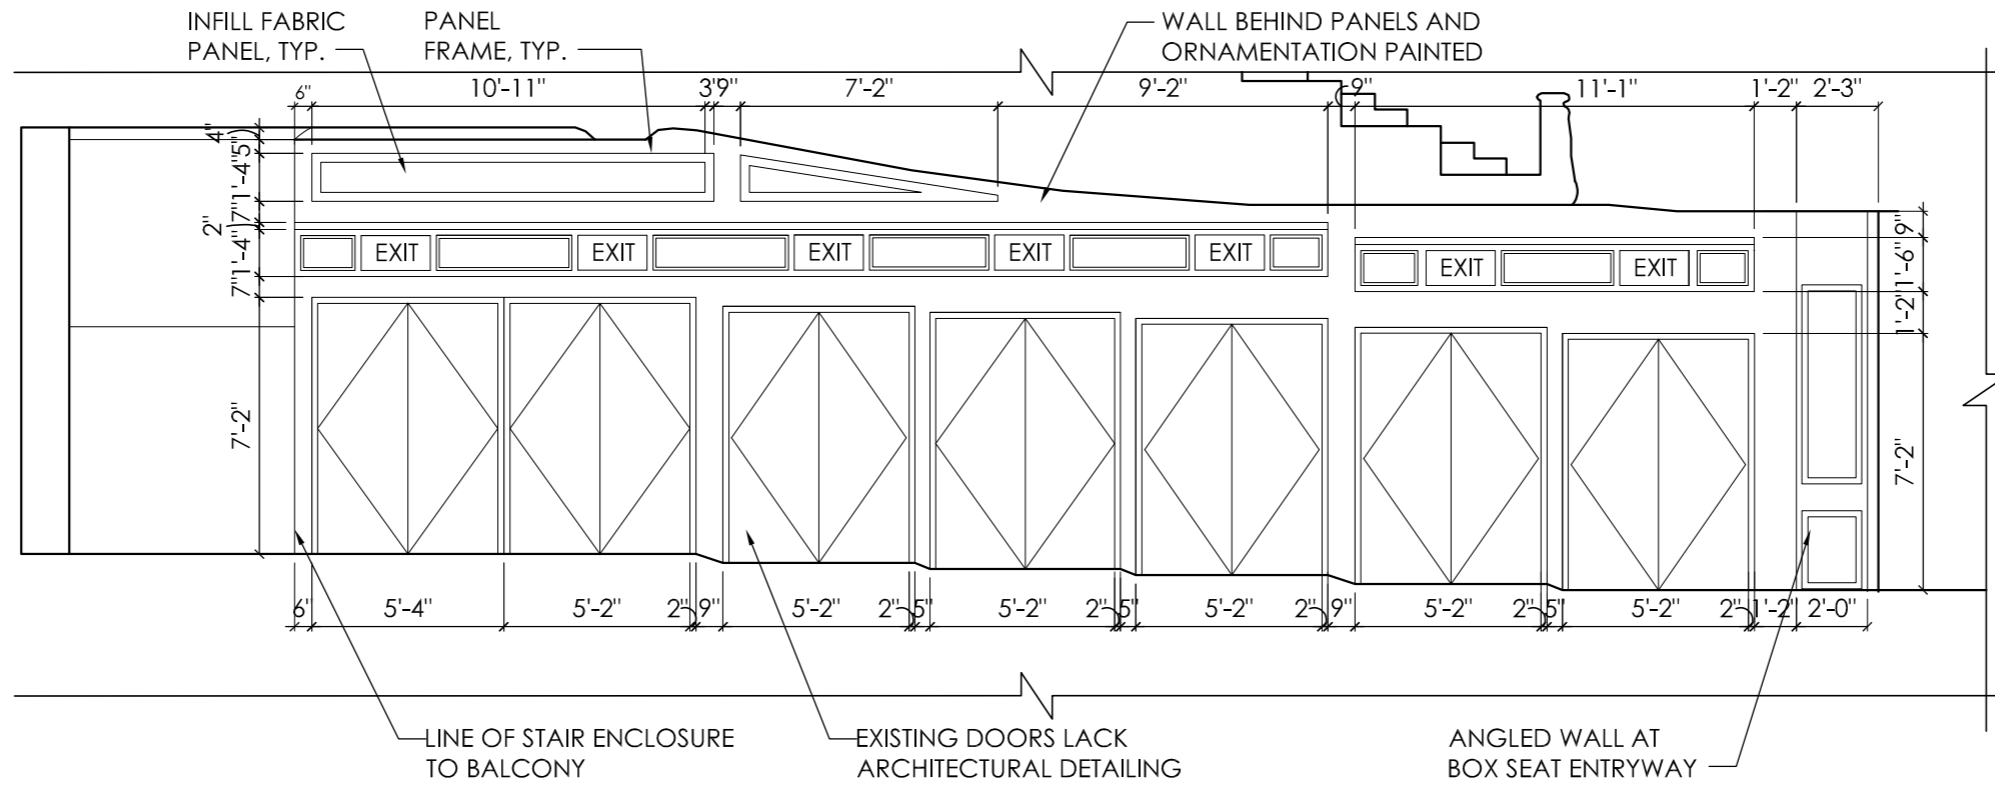 INFILL FABRIC
PANEL, TYP.
PANEL
FRAME, TYP.
WALL BEHIND PANELS AND
ORNAMENTATION PAINTED
6" 10'-11" 3" 9" 7'-2" 9'-2" 9" 11'-1" 1'-2" 2'-3"
4"
5"
1'-4"
7"
2"
1'-4"
7"
7'-2"
EXIT EXIT EXIT EXIT EXIT EXIT EXIT
9"
1'-6"
1'-2"
7'-2"
6" 5'-4" 5'-2" 2" 9" 5'-2" 2" 5" 5'-2" 2" 5" 5'-2" 2" 9" 5'-2" 2" 5" 5'-2" 2" 1'-2" 2'-0"
LINE OF STAIR ENCLOSURE
TO BALCONY
EXISTING DOORS LACK
ARCHITECTURAL DETAILING
ANGLED WALL AT
BOX SEAT ENTRYWAY